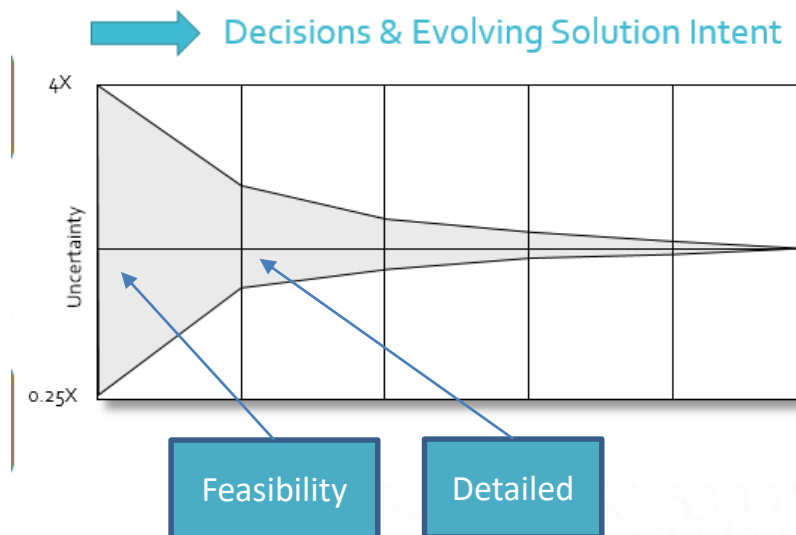 Decisions & Evolving Solution Intent
4X
Uncertainty
0.25X
Feasibility
Detailed